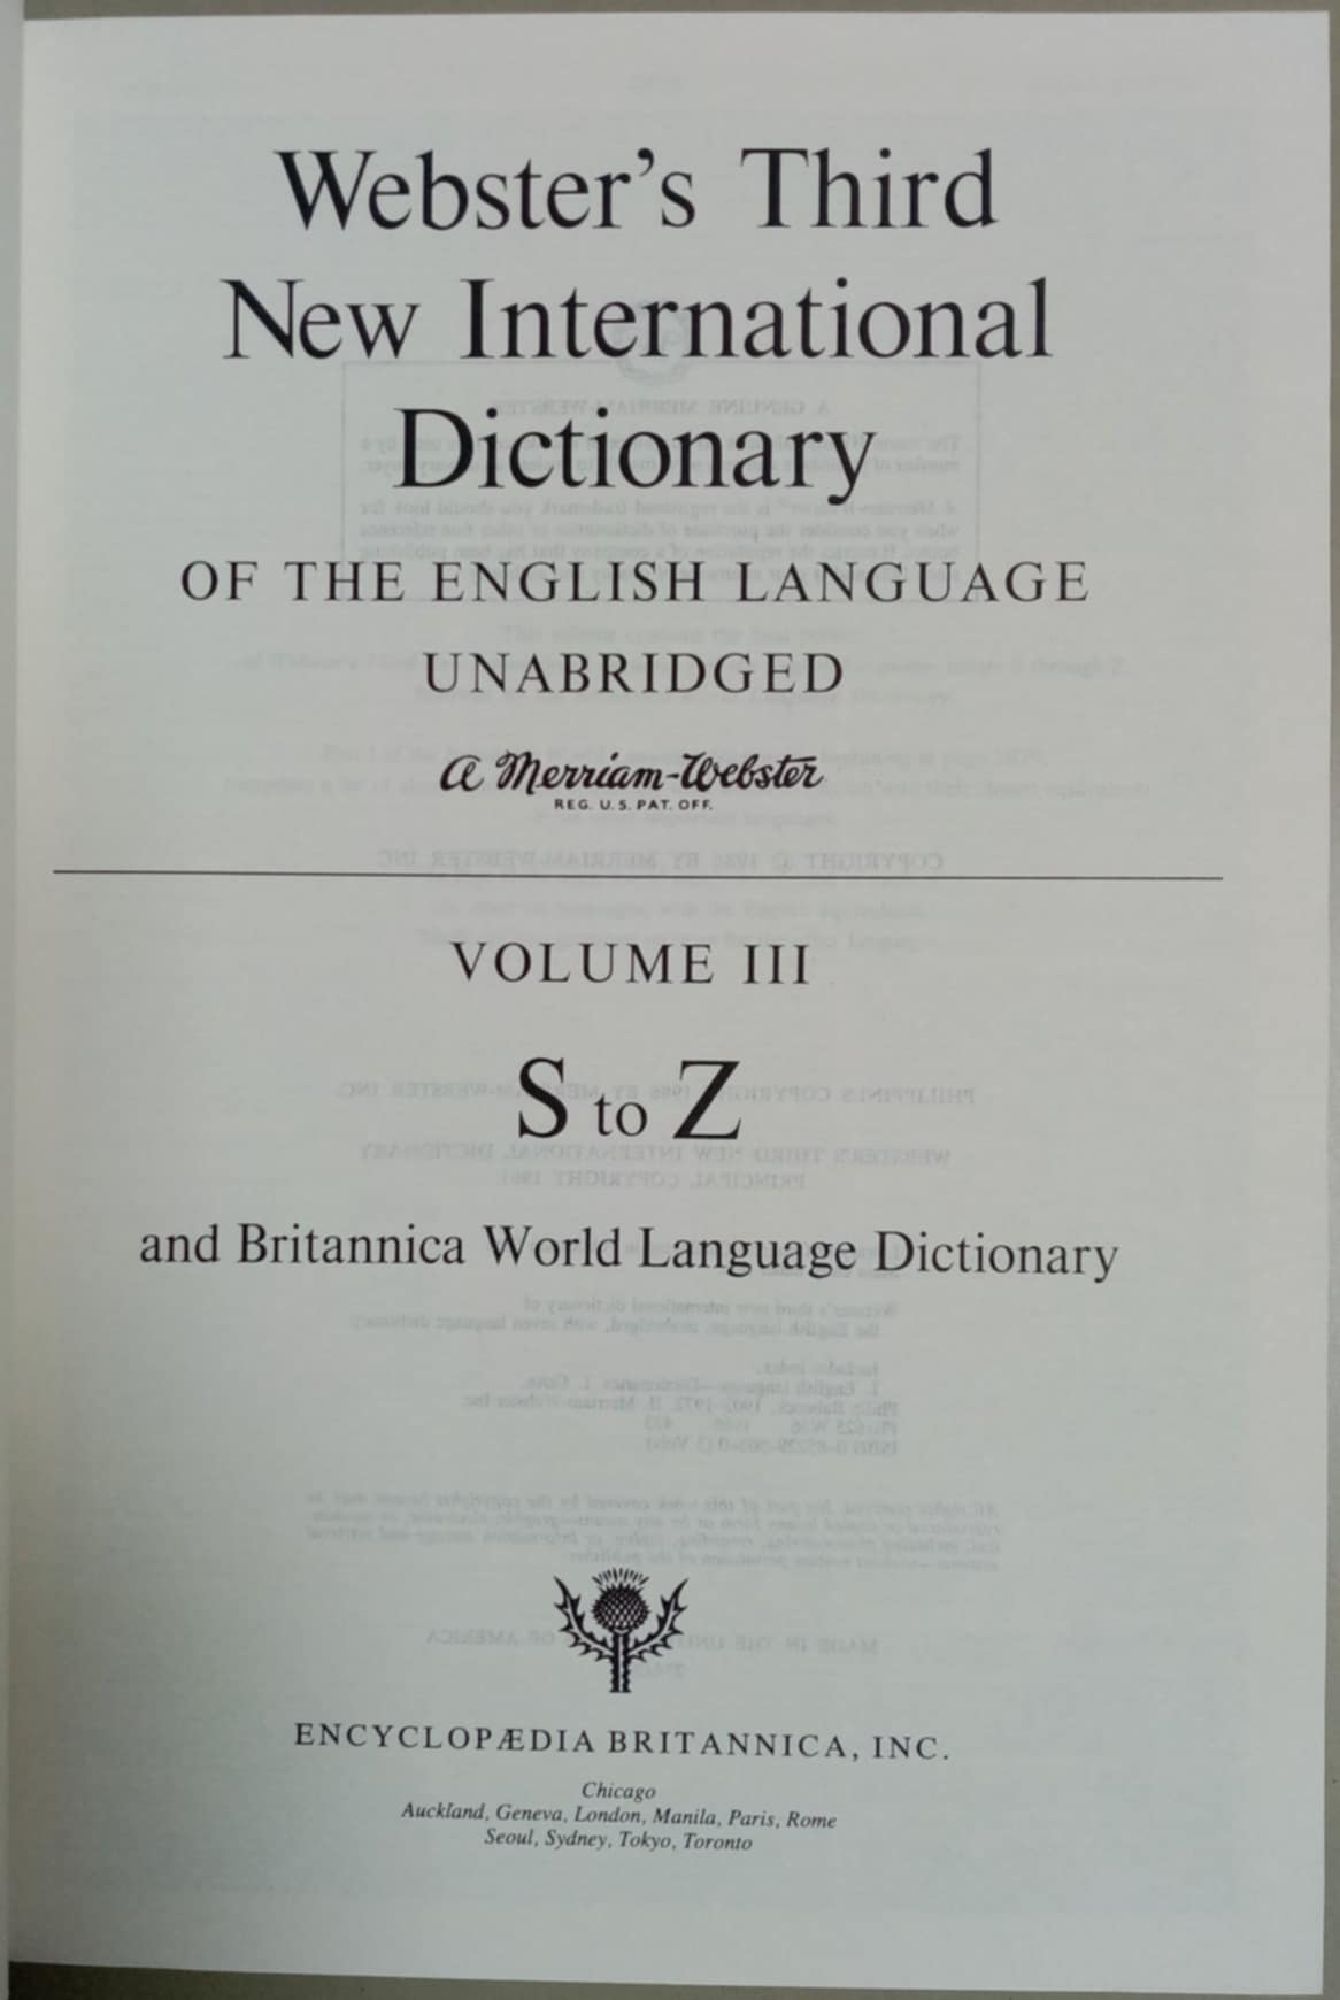 Webster's Third
New International
Dictionary
OF THE ENGLISH LANGUAGE
UNABRIDGED
a Merriam-Webster
REG. U.S. PAT. OFF.
VOLUME III
S to Z
and Britannica World Language Dictionary
ENCYCLOPÆDIA BRITANNICA, INC.
Chicago
Auckland, Geneva, London, Manila, Paris, Rome
Seoul, Sydney, Tokyo, Toronto